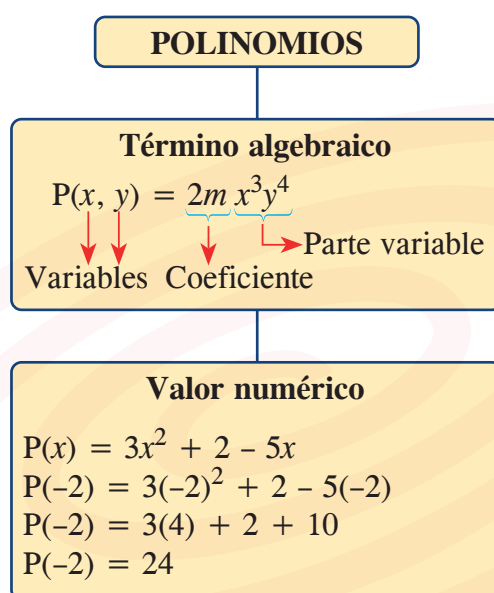 POLINOMIOS
Término algebraico
P(x, y) = 2m x³y⁴
Parte variable
Variables Coeficiente
Valor numérico
P(x) = 3x² + 2 – 5x
P(–2) = 3(–2)² + 2 – 5(–2)
P(–2) = 3(4) + 2 + 10
P(–2) = 24